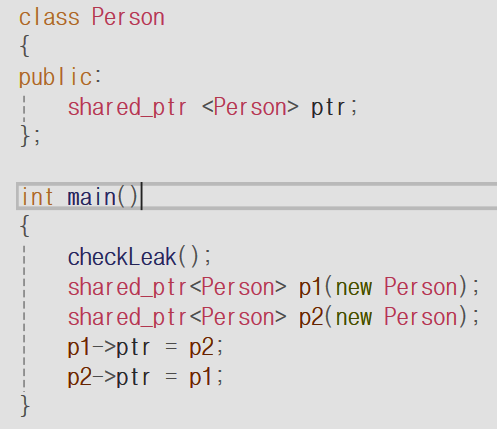 class Person
{
public:
    shared_ptr <Person> ptr;
};
int main()
{
    checkLeak();
    shared_ptr<Person> p1(new Person);
    shared_ptr<Person> p2(new Person);
    p1->ptr = p2;
    p2->ptr = p1;
}